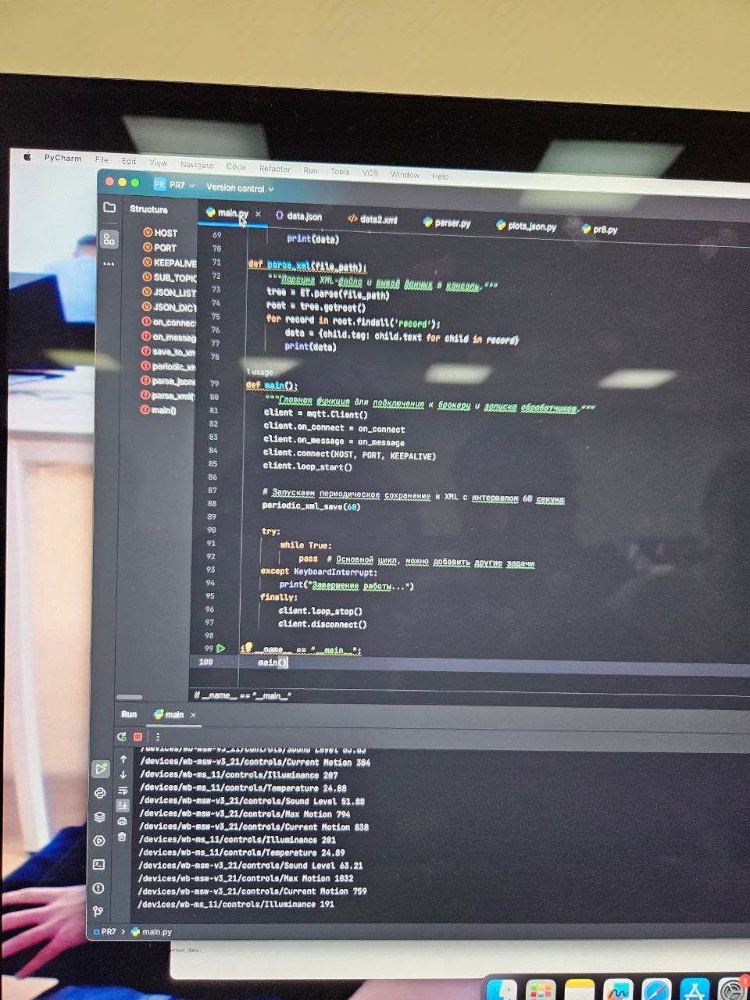 PyCharm File Edit View Navigate Code Refactor Run Tools VCS Window Help
PR PR7 Version control
Structure
main.py
data.json
data2.xml
parser.py
plots_json.py
pr8.py
HOST
PORT
KEEPALIVE
SUB_TOPIC
JSON_LIST
JSON_DICT
on_connec
on_messag
save_to_xm
periodic_xm
parse_json
parse_xml(
main()
69 print(data)
70
71 def parse_xml(file_path):
72 """Парсинг XML-файла и вывод данных в консоль."""
73 tree = ET.parse(file_path)
74 root = tree.getroot()
75 for record in root.findall('record'):
76 data = {child.tag: child.text for child in record}
77 print(data)
78
1 usage
79 def main():
80 """Главная функция для подключения к брокеру и запуска обработчиков."""
81 client = mqtt.Client()
82 client.on_connect = on_connect
83 client.on_message = on_message
84 client.connect(HOST, PORT, KEEPALIVE)
85 client.loop_start()
86
87 # Запускаем периодическое сохранение в XML с интервалом 60 секунд
88 periodic_xml_save(60)
89
90 try:
91 while True:
92 pass # Основной цикл, можно добавить другие задачи
93 except KeyboardInterrupt:
94 print("Завершение работы...")
95 finally:
96 client.loop_stop()
97 client.disconnect()
98
99 if __name__ == "__main__":
100 main()
if __name__ == "__main__"
Run main
/devices/wb-msw-v3_21/controls/Sound Level
/devices/wb-msw-v3_21/controls/Current Motion 384
/devices/wb-ms_11/controls/Illuminance 207
/devices/wb-ms_11/controls/Temperature 24.88
/devices/wb-msw-v3_21/controls/Sound Level 51.88
/devices/wb-msw-v3_21/controls/Max Motion 794
/devices/wb-msw-v3_21/controls/Current Motion 838
/devices/wb-ms_11/controls/Illuminance 201
/devices/wb-ms_11/controls/Temperature 24.89
/devices/wb-msw-v3_21/controls/Sound Level 63.21
/devices/wb-msw-v3_21/controls/Max Motion 1032
/devices/wb-msw-v3_21/controls/Current Motion 759
/devices/wb-ms_11/controls/Illuminance 191
PR7 > main.py
ensor_data (
1